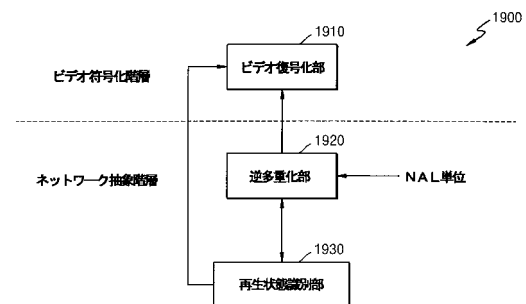 1900
1910
ビデオ復号化部
ビデオ符号化階層
1920
逆多重化部
ネットワーク抽象階層
NAL単位
1930
再生状態識別部